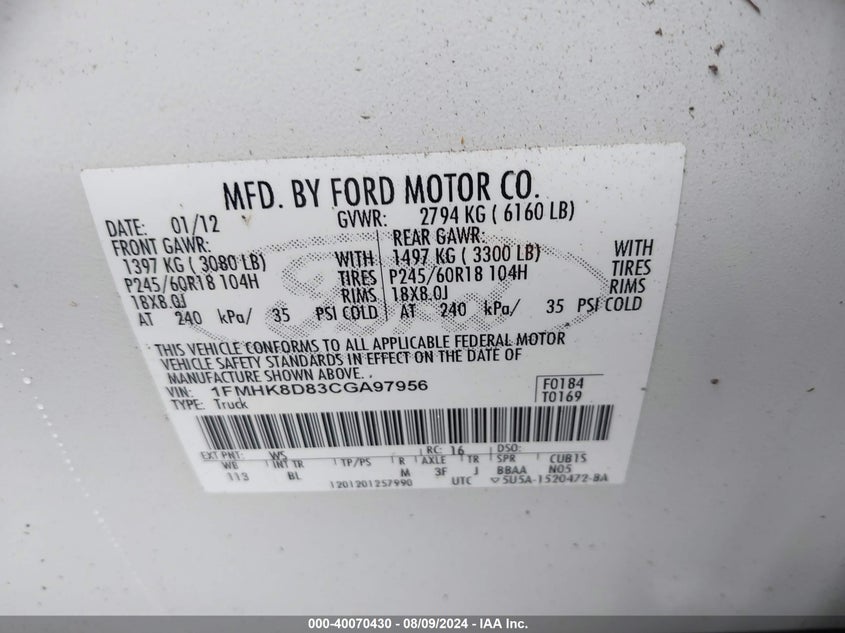 MFD. BY FORD MOTOR CO.
DATE: 01/12 GVWR: 2794 KG ( 6160 LB)
FRONT GAWR: REAR GAWR:
1397 KG ( 3080 LB) WITH 1497 KG ( 3300 LB) WITH
P245/60R18 104H TIRES P245/60R18 104H TIRES
18X8.0J RIMS 18X8.0J RIMS
AT 240 kPa/ 35 PSI COLD AT 240 kPa/ 35 PSI COLD
THIS VEHICLE CONFORMS TO ALL APPLICABLE FEDERAL MOTOR
VEHICLE SAFETY STANDARDS IN EFFECT ON THE DATE OF
MANUFACTURE SHOWN ABOVE.
VIN: 1FMHK8D83CGA97956 F0184
TYPE: Truck T0169
EXT PNT: WS RC: 16 DSO:
WB INT TR TP/PS R AXLE TR SPR CUBIS
113 BL M 3F J BBAA N05
1201201257990 UTC 5U5A-1520472-BA
000-40070430 - 08/09/2024 - IAA Inc.